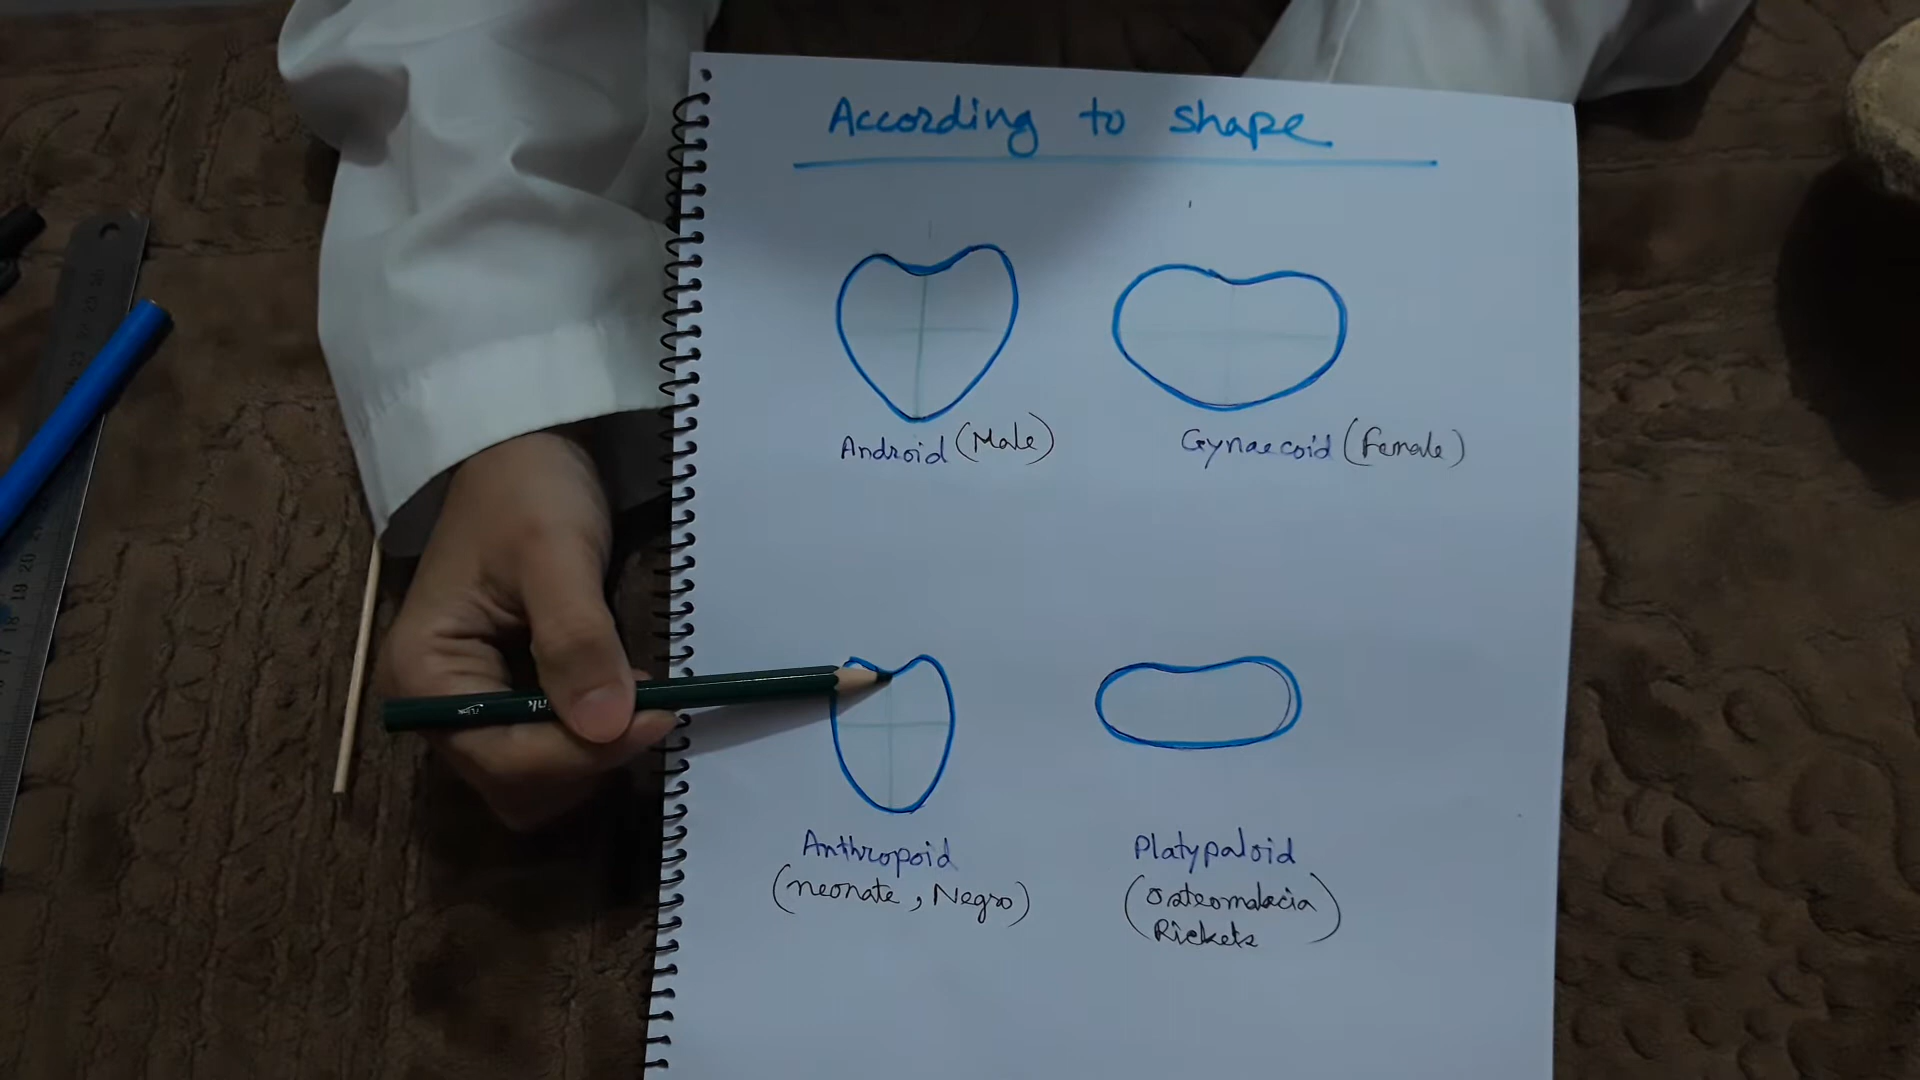 According to shape
Android (Male)
Gynaecoid (Female)
Anthropoid
(neonate, Negro)
Platypaloid
(Osteomalacia
Rickets)